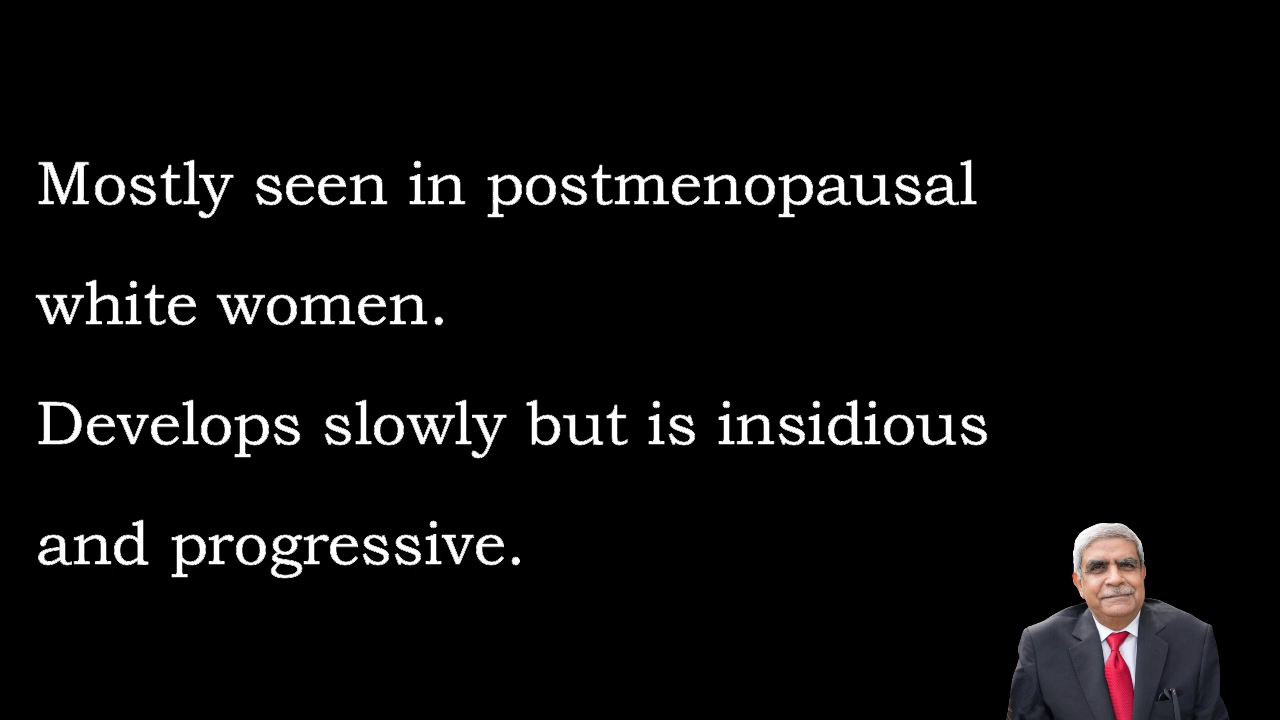 Mostly seen in postmenopausal
white women.
Develops slowly but is insidious
and progressive.